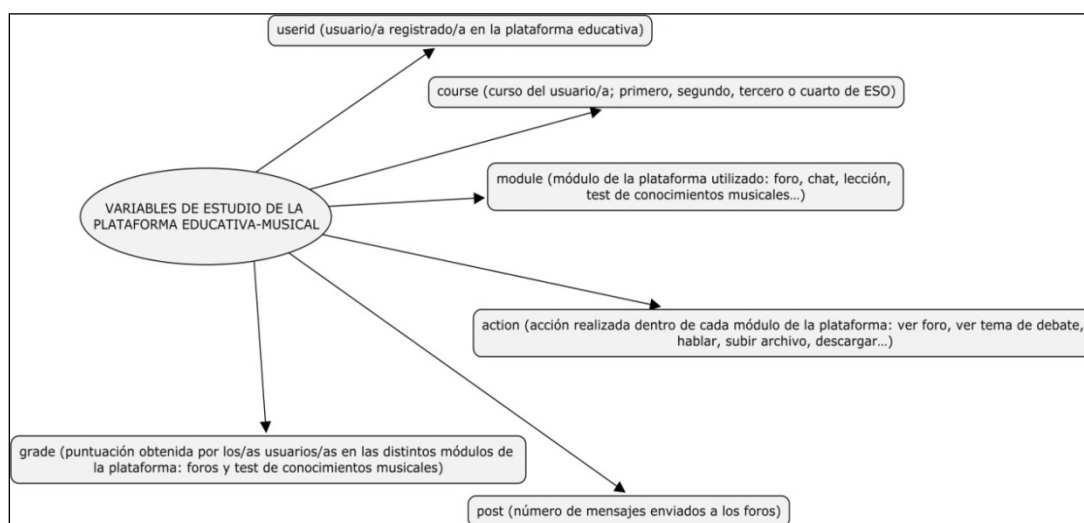 userid (usuario/a registrado/a en la plataforma educativa)
course (curso del usuario/a; primero, segundo, tercero o cuarto de ESO)
module (módulo de la plataforma utilizado: foro, chat, lección,
test de conocimientos musicales...)
VARIABLES DE ESTUDIO DE LA
PLATAFORMA EDUCATIVA-MUSICAL
action (acción realizada dentro de cada módulo de la plataforma: ver foro, ver tema de debate,
hablar, subir archivo, descargar...)
grade (puntuación obtenida por los/as usuarios/as en las distintos módulos de
la plataforma: foros y test de conocimientos musicales)
post (número de mensajes enviados a los foros)